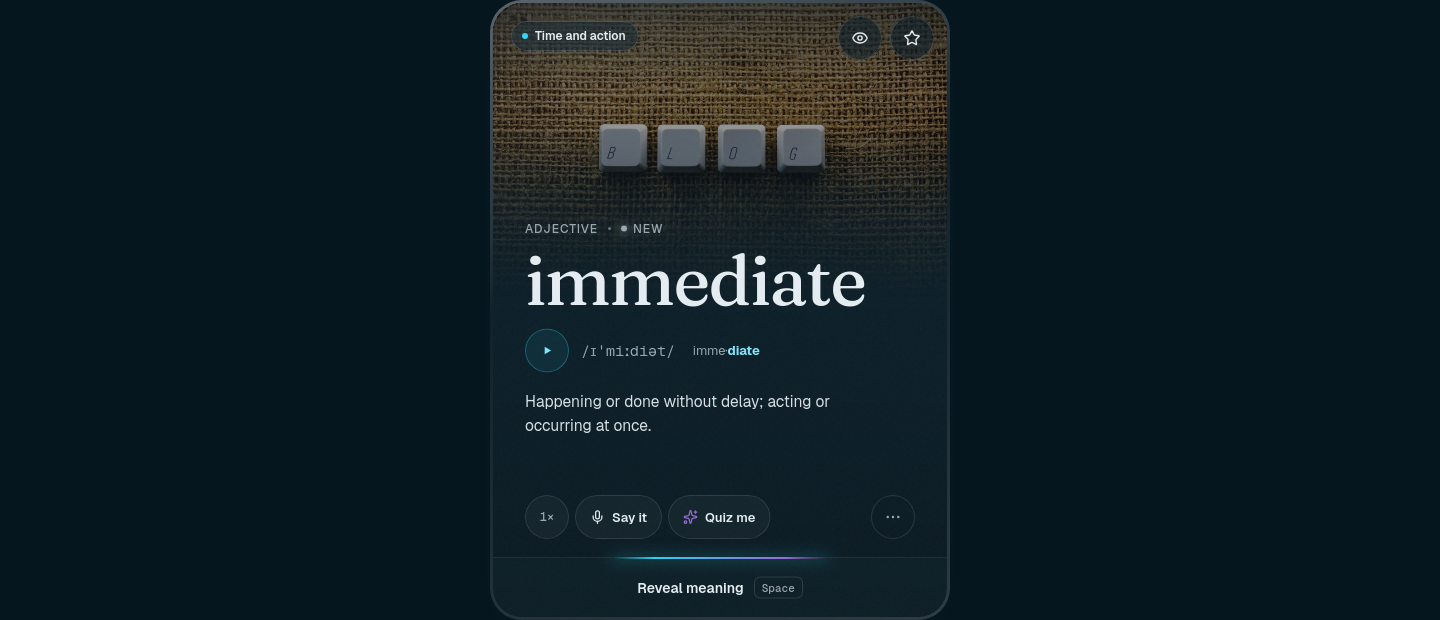 Time and action
B L O G
ADJECTIVE • NEW
immediate
/ɪˈmiːdiət/ imme·diate
Happening or done without delay; acting or
occurring at once.
1× Say it Quiz me ...
Reveal meaning Space